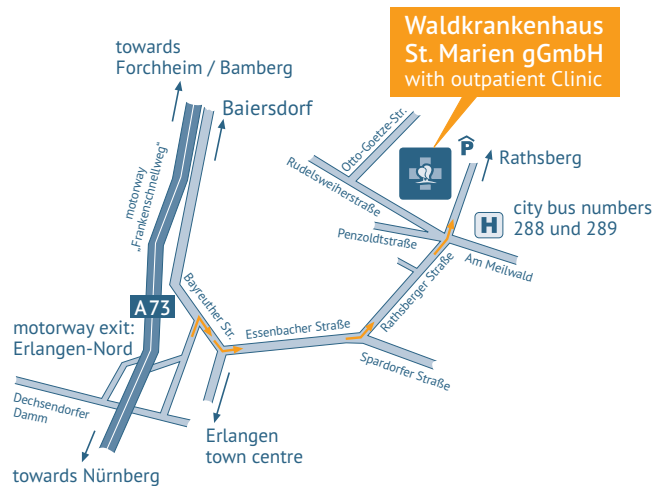 Waldkrankenhaus
St. Marien gGmbH
with outpatient Clinic
towards
Forchheim / Bamberg
Baiersdorf
motorway
„Frankenschnellweg“
Otto-Goetze-Str.
Rudelsweiherstraße
P
Rathsberg
H
city bus numbers
288 und 289
Penzoldtstraße
Am Meilwald
Rathsberger Straße
Bayreuther Str.
A 73
Essenbacher Straße
motorway exit:
Erlangen-Nord
Spardorfer Straße
Dechsendorfer
Damm
Erlangen
town centre
towards Nürnberg